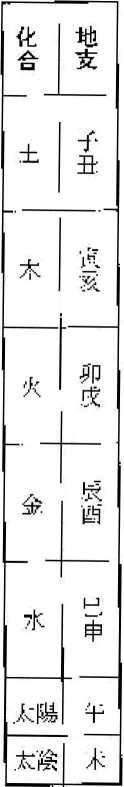 地支 化合
子丑 土
寅亥 木
卯戌 火
辰酉 金
巳申 水
午 太陽
未 太陰